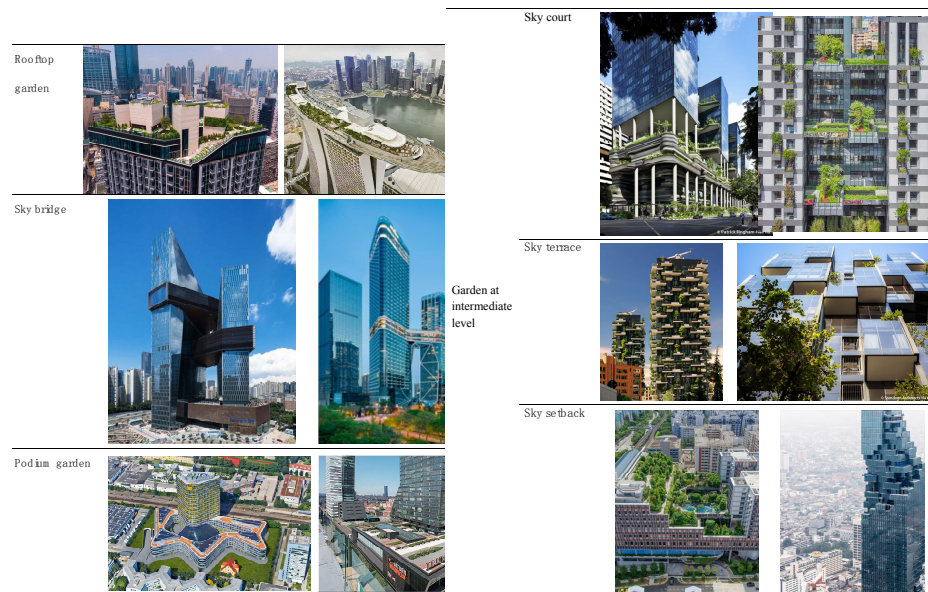 Rooftop
garden
Sky bridge
Podium garden
Garden at
intermediate
level
Sky court
Sky terrace
Sky setback